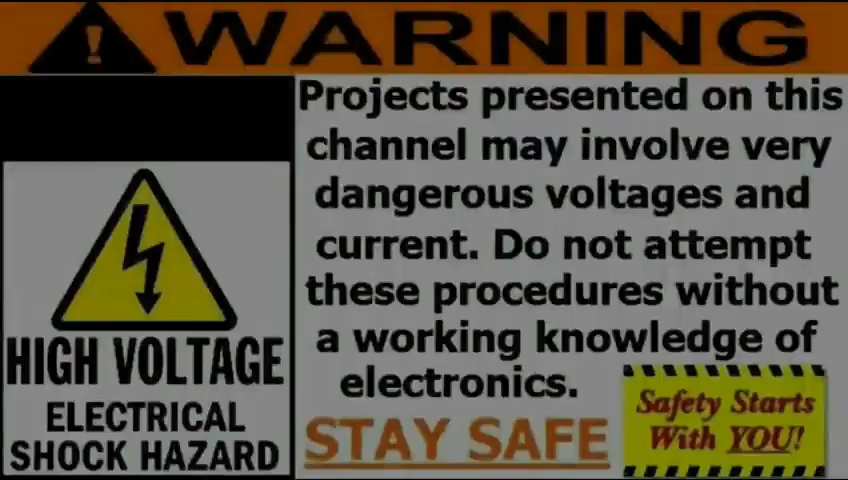 WARNING
Projects presented on this
channel may involve very
dangerous voltages and
current. Do not attempt
these procedures without
a working knowledge of
electronics.
STAY SAFE
HIGH VOLTAGE
ELECTRICAL
SHOCK HAZARD
Safety Starts
With YOU!